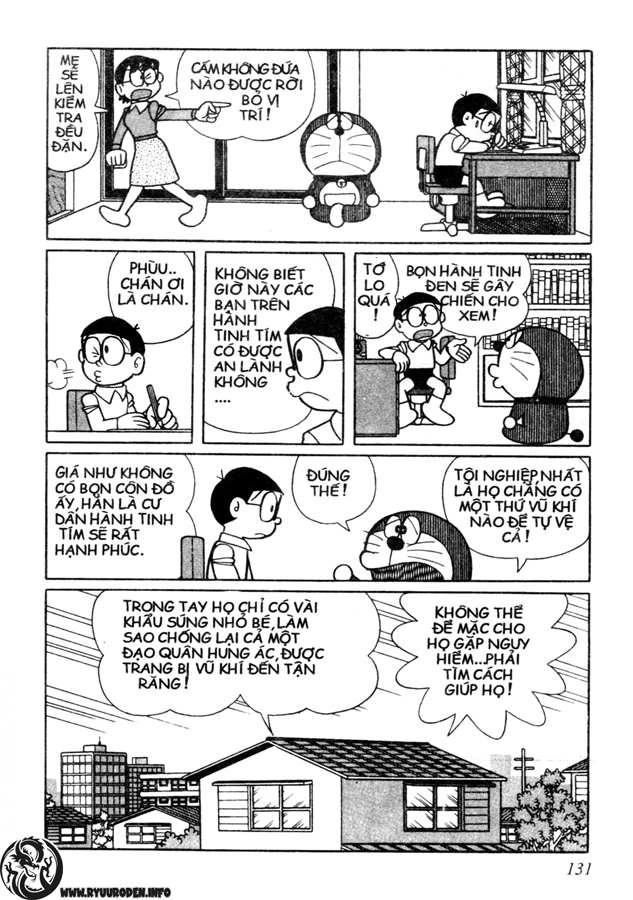 MẸ
SẼ
LÊN
KIỂM
TRA
ĐỀU
ĐẶN.
CẤM KHÔNG ĐỨA
NÀO ĐƯỢC RỜI
BỎ VỊ
TRÍ!
PHÙU..
CHÁN ƠI
LÀ CHÁN.
KHÔNG BIẾT
GIỜ NÀY CÁC
BẠN TRÊN
HÀNH
TINH TÍM
CÓ ĐƯỢC
AN LÀNH
KHÔNG
....
TỚ
LO
QUÁ
!
BỌN HÀNH TINH
ĐEN SẼ GÂY
CHIẾN CHO
XEM!
GIÁ NHƯ KHÔNG
CÓ BỌN CÔN ĐỒ
ẤY, HẲN LÀ CƯ
DÂN HÀNH TINH
TÍM SẼ RẤT
HẠNH PHÚC.
ĐÚNG
THẾ!
TỘI NGHIỆP, NHẤT
LÀ HỌ CHẲNG CÓ
MỘT THỨ VŨ KHÍ
NÀO ĐỂ TỰ VỆ
CẢ!
TRONG TAY HỌ CHỈ CÓ VÀI
KHẨU SÚNG NHỎ BÉ, LÀM
SAO CHỐNG LẠI CẢ MỘT
ĐẠO QUÂN HUNG ÁC, ĐƯỢC
TRANG BỊ VŨ KHÍ ĐẾN TẬN
RĂNG!
KHÔNG THỂ
ĐỂ MẶC CHO
HỌ GẶP NGUY
HIỂM...PHẢI
TÌM CÁCH
GIÚP HỌ!
131
WWW.RYUURODEN.INFO